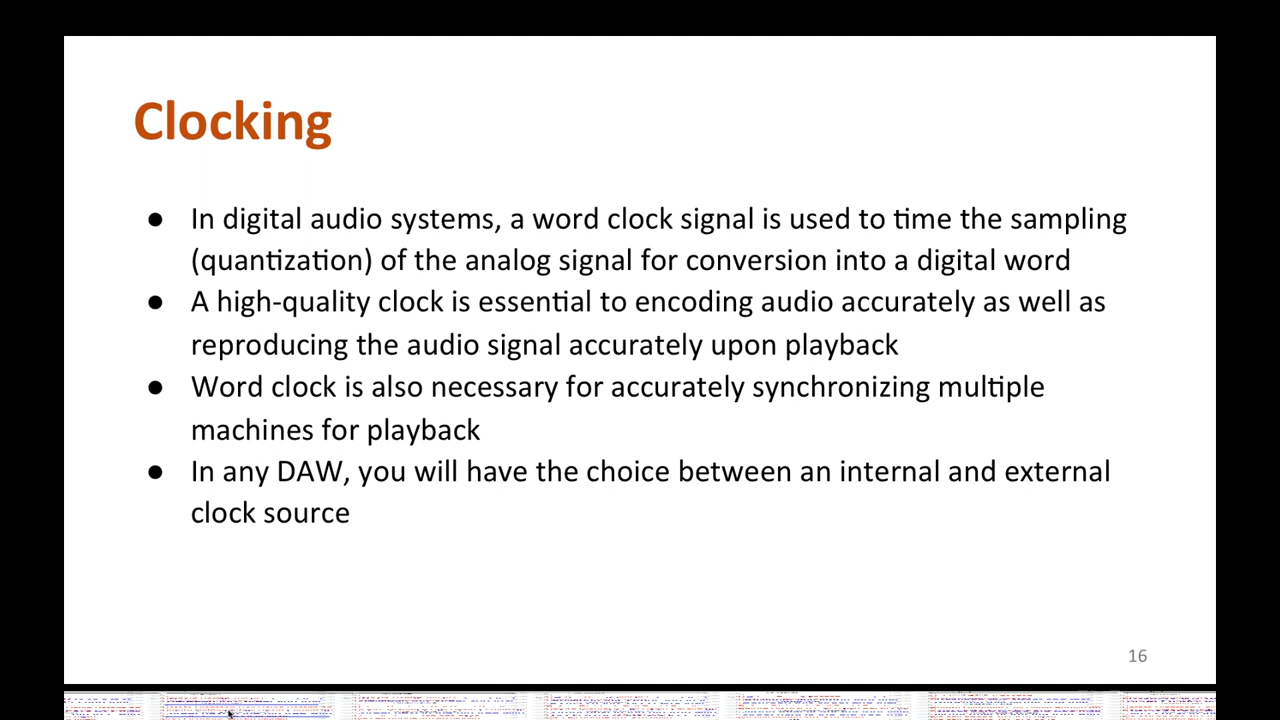 Clocking
● In digital audio systems, a word clock signal is used to time the sampling
(quantization) of the analog signal for conversion into a digital word
● A high-quality clock is essential to encoding audio accurately as well as
reproducing the audio signal accurately upon playback
● Word clock is also necessary for accurately synchronizing multiple
machines for playback
● In any DAW, you will have the choice between an internal and external
clock source
16